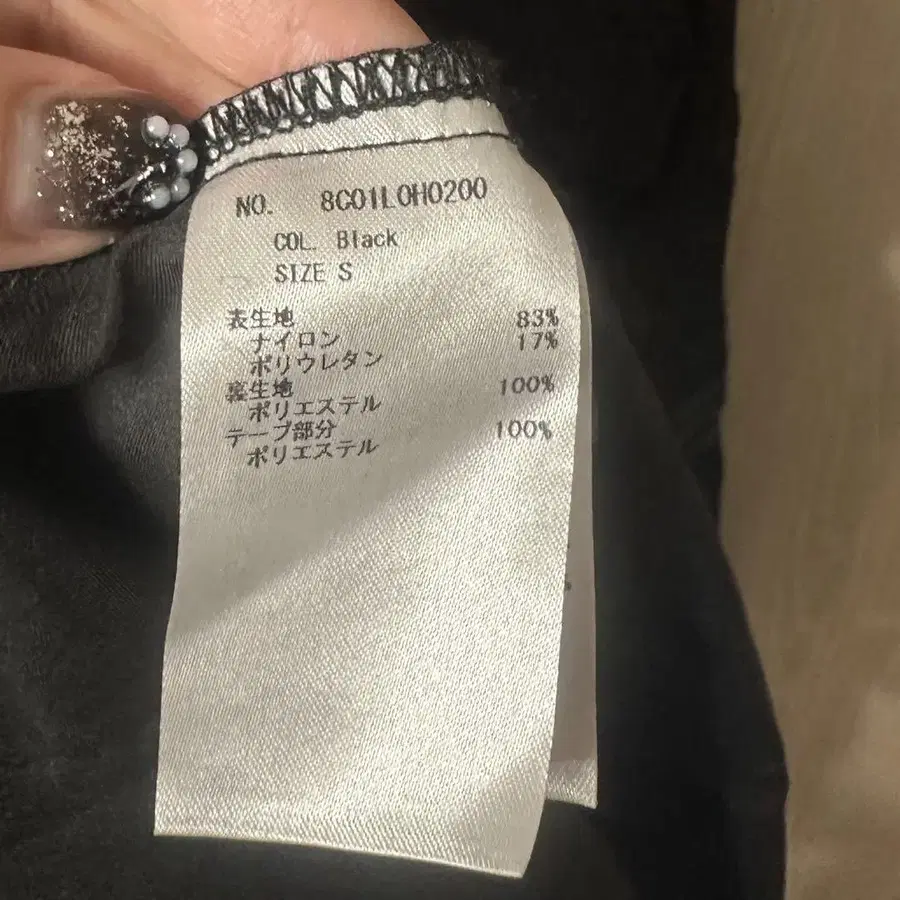 NO. 8C01L0H0200
COL. Black
SIZE S
表生地
ナイロン 83%
ポリウレタン 17%
裏生地
ポリエステル 100%
テープ部分
ポリエステル 100%